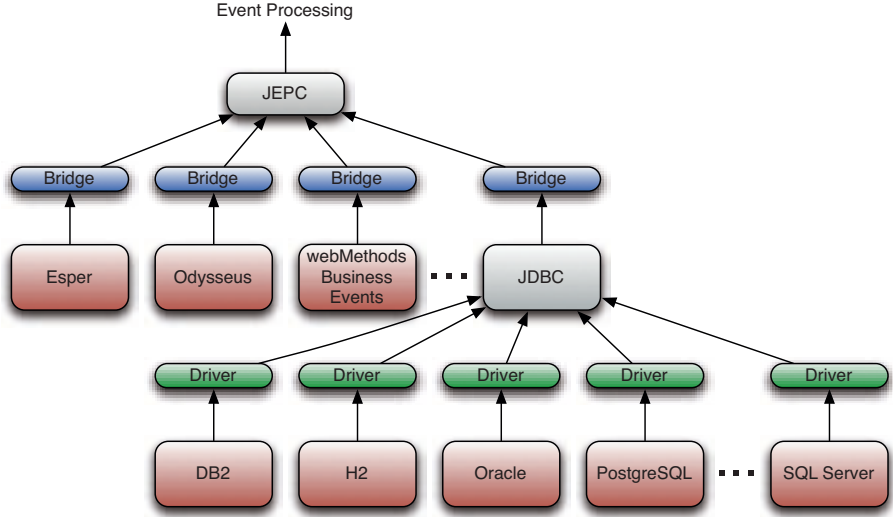 Event Processing
JEPC
Bridge
Bridge
Bridge
Bridge
Esper
Odysseus
webMethods
Business
Events
JDBC
Driver
Driver
Driver
Driver
Driver
DB2
H2
Oracle
PostgreSQL
SQL Server